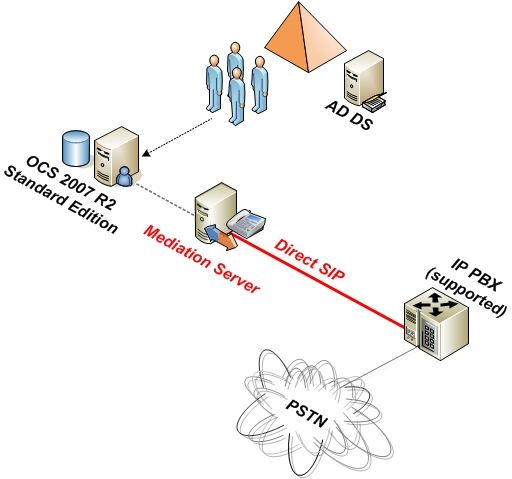 AD DS
OCS 2007 R2
Standard Edition
Mediation Server
Direct SIP
IP PBX
(supported)
PSTN